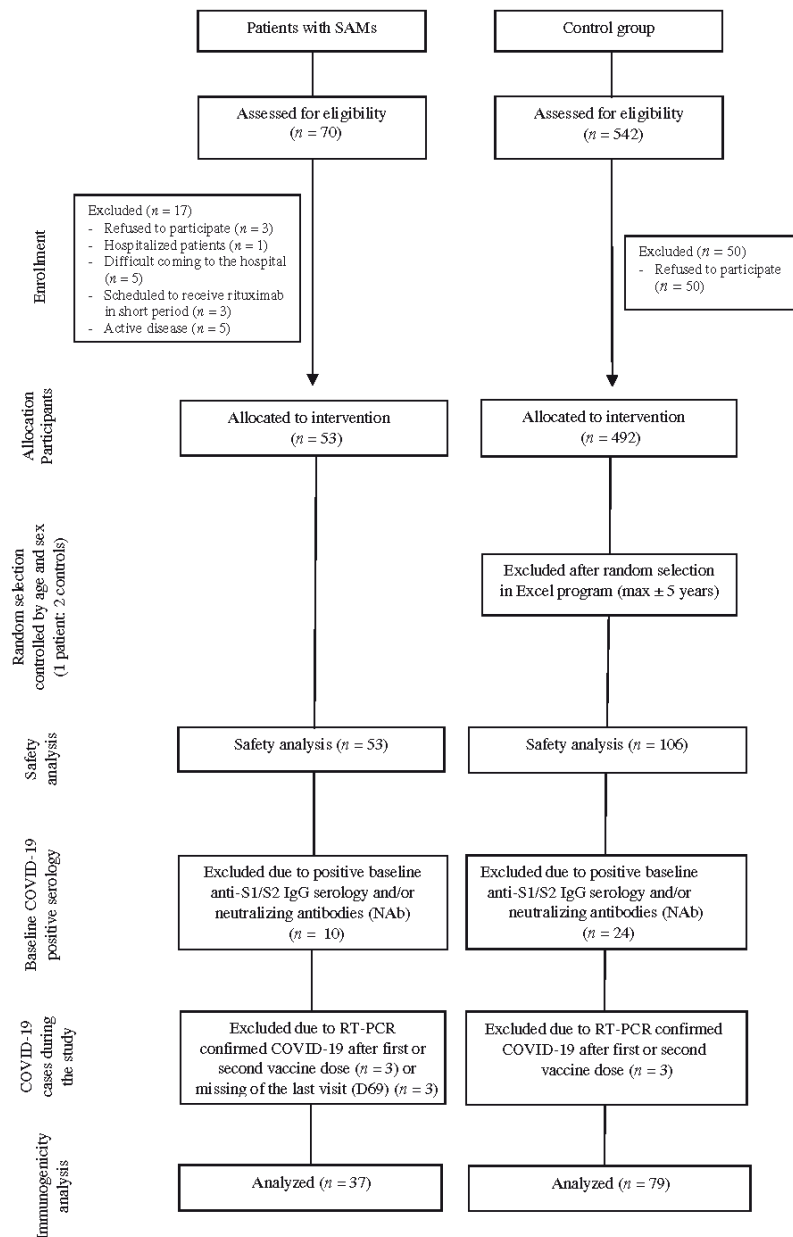 Patients with SAMs
Control group
Assessed for eligibility
(n = 70)
Assessed for eligibility
(n = 542)
Enrollment
Excluded (n = 17)
- Refused to participate (n = 3)
- Hospitalized patients (n = 1)
- Difficult coming to the hospital
(n = 5)
- Scheduled to receive rituximab
in short period (n = 3)
- Active disease (n = 5)
Excluded (n = 50)
- Refused to participate
(n = 50)
Allocation
Participants
Allocated to intervention
(n = 53)
Allocated to intervention
(n = 492)
Random selection
controlled by age and sex
(1 patient: 2 controls)
Excluded after random selection
in Excel program (max ± 5 years)
Safety
analysis
Safety analysis (n = 53)
Safety analysis (n = 106)
Baseline COVID-19
positive serology
Excluded due to positive baseline
anti-S1/S2 IgG serology and/or
neutralizing antibodies (NAb)
(n = 10)
Excluded due to positive baseline
anti-S1/S2 IgG serology and/or
neutralizing antibodies (NAb)
(n = 24)
COVID-19
cases during
the study
Excluded due to RT-PCR
confirmed COVID-19 after first or
second vaccine dose (n = 3) or
missing of the last visit (D69) (n = 3)
Excluded due to RT-PCR confirmed
COVID-19 after first or second
vaccine dose (n = 3)
Immunogenicity
analysis
Analyzed (n = 37)
Analyzed (n = 79)